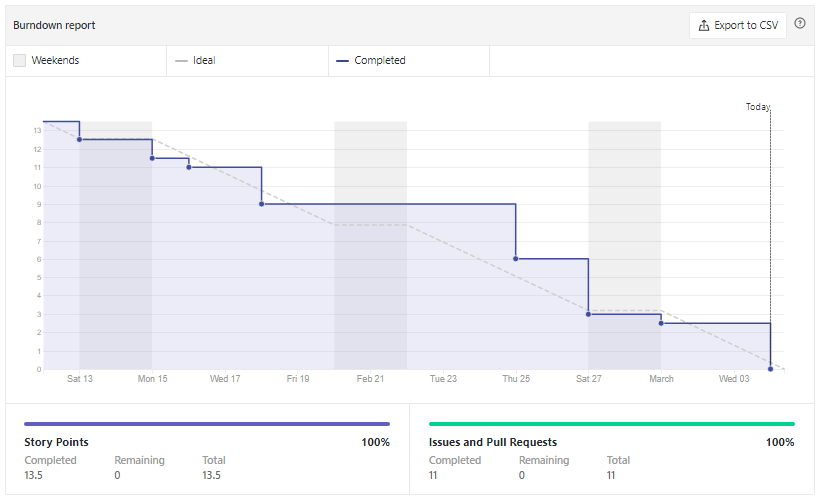 Burndown report
Export to CSV
Weekends
Ideal
Completed
Today
13
12
11
10
9
8
7
6
5
4
3
2
1
0
Sat 13 Mon 15 Wed 17 Fri 19 Feb 21 Tue 23 Thu 25 Sat 27 March Wed 03
Story Points 100%
Completed Remaining Total
13.5 0 13.5
Issues and Pull Requests 100%
Completed Remaining Total
11 0 11